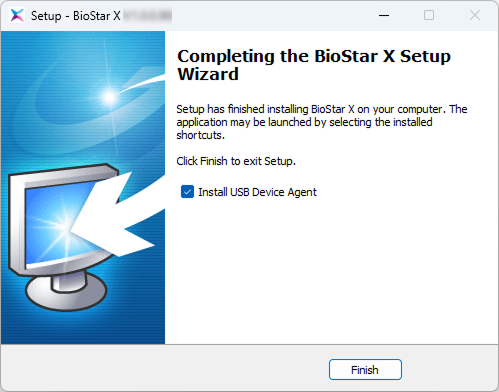 Setup - BioStar X
Completing the BioStar X Setup
Wizard
Setup has finished installing BioStar X on your computer. The
application may be launched by selecting the installed
shortcuts.
Click Finish to exit Setup.
Install USB Device Agent
Finish